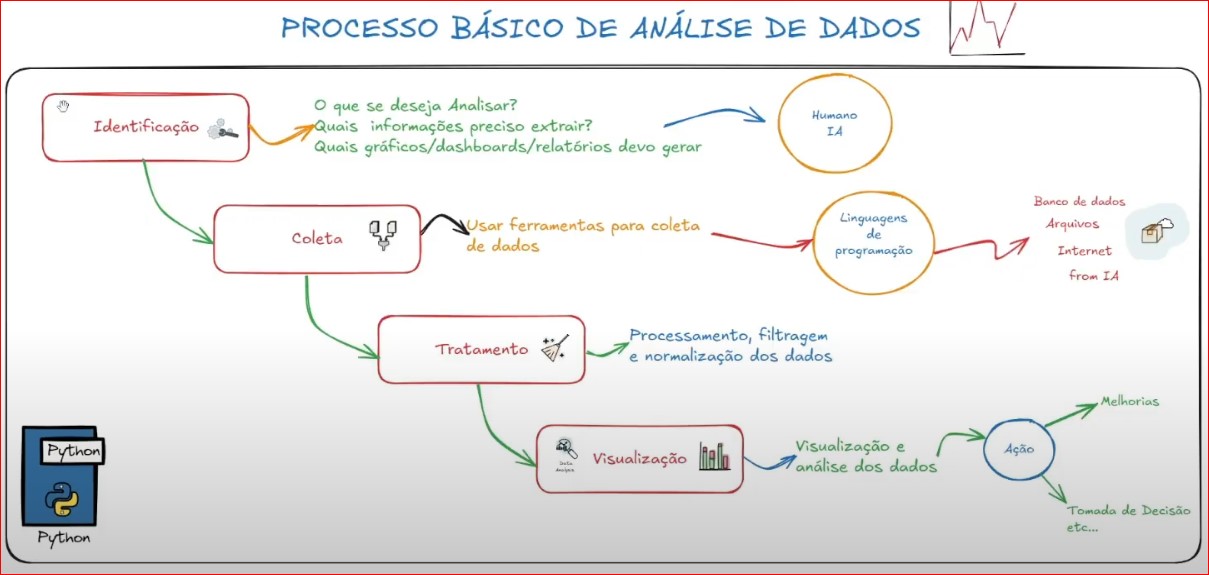 PROCESSO BÁSICO DE ANÁLISE DE DADOS
Identificação
O que se deseja Analisar?
Quais informações preciso extrair?
Quais gráficos/dashboards/relatórios devo gerar
Humano
IA
Coleta
Usar ferramentas para coleta
de dados
Linguagens
de
programação
Banco de dados
Arquivos
Internet
from IA
Tratamento
Processamento, filtragem
e normalização dos dados
Visualização
Data
Analysis
Visualização e
análise dos dados
Ação
Melhorias
Tomada de Decisão
etc...
Python
Python